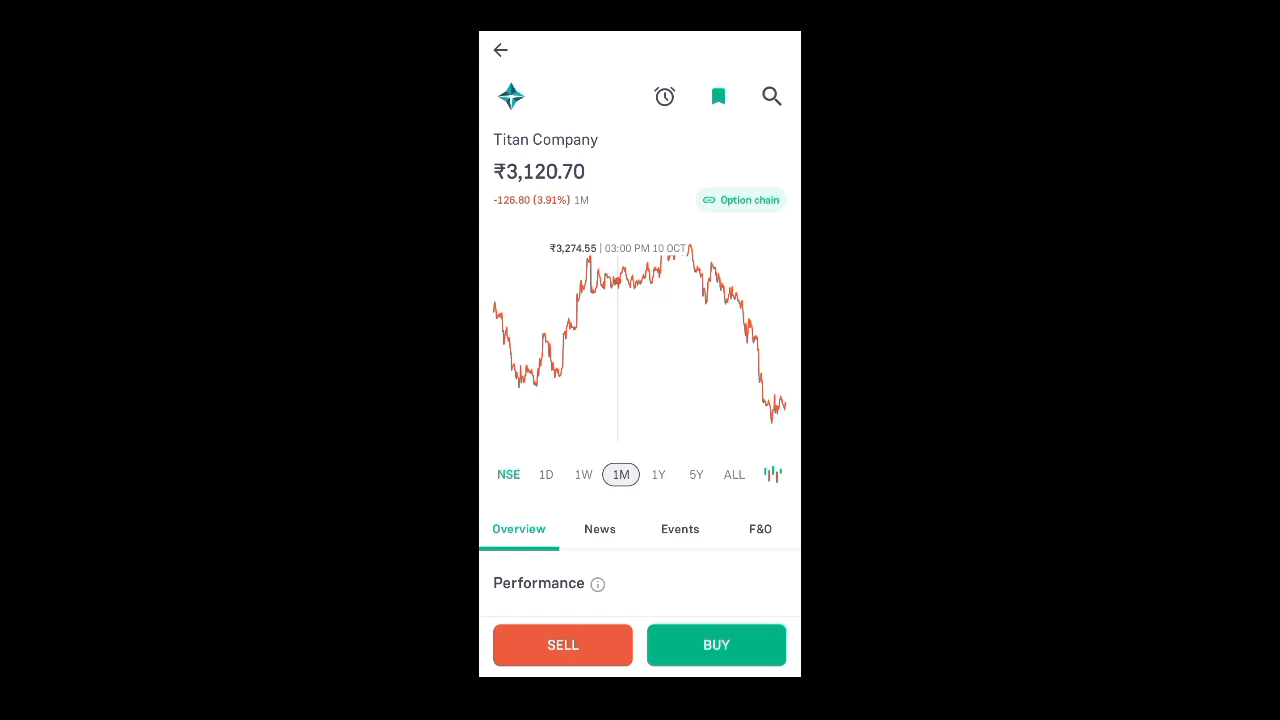 Titan Company
₹3,120.70
-126.80 (3.91%) 1M
Option chain
₹3,274.55 | 03:00 PM 10 OCT
NSE 1D 1W 1M 1Y 5Y ALL
Overview News Events F&O
Performance
SELL BUY